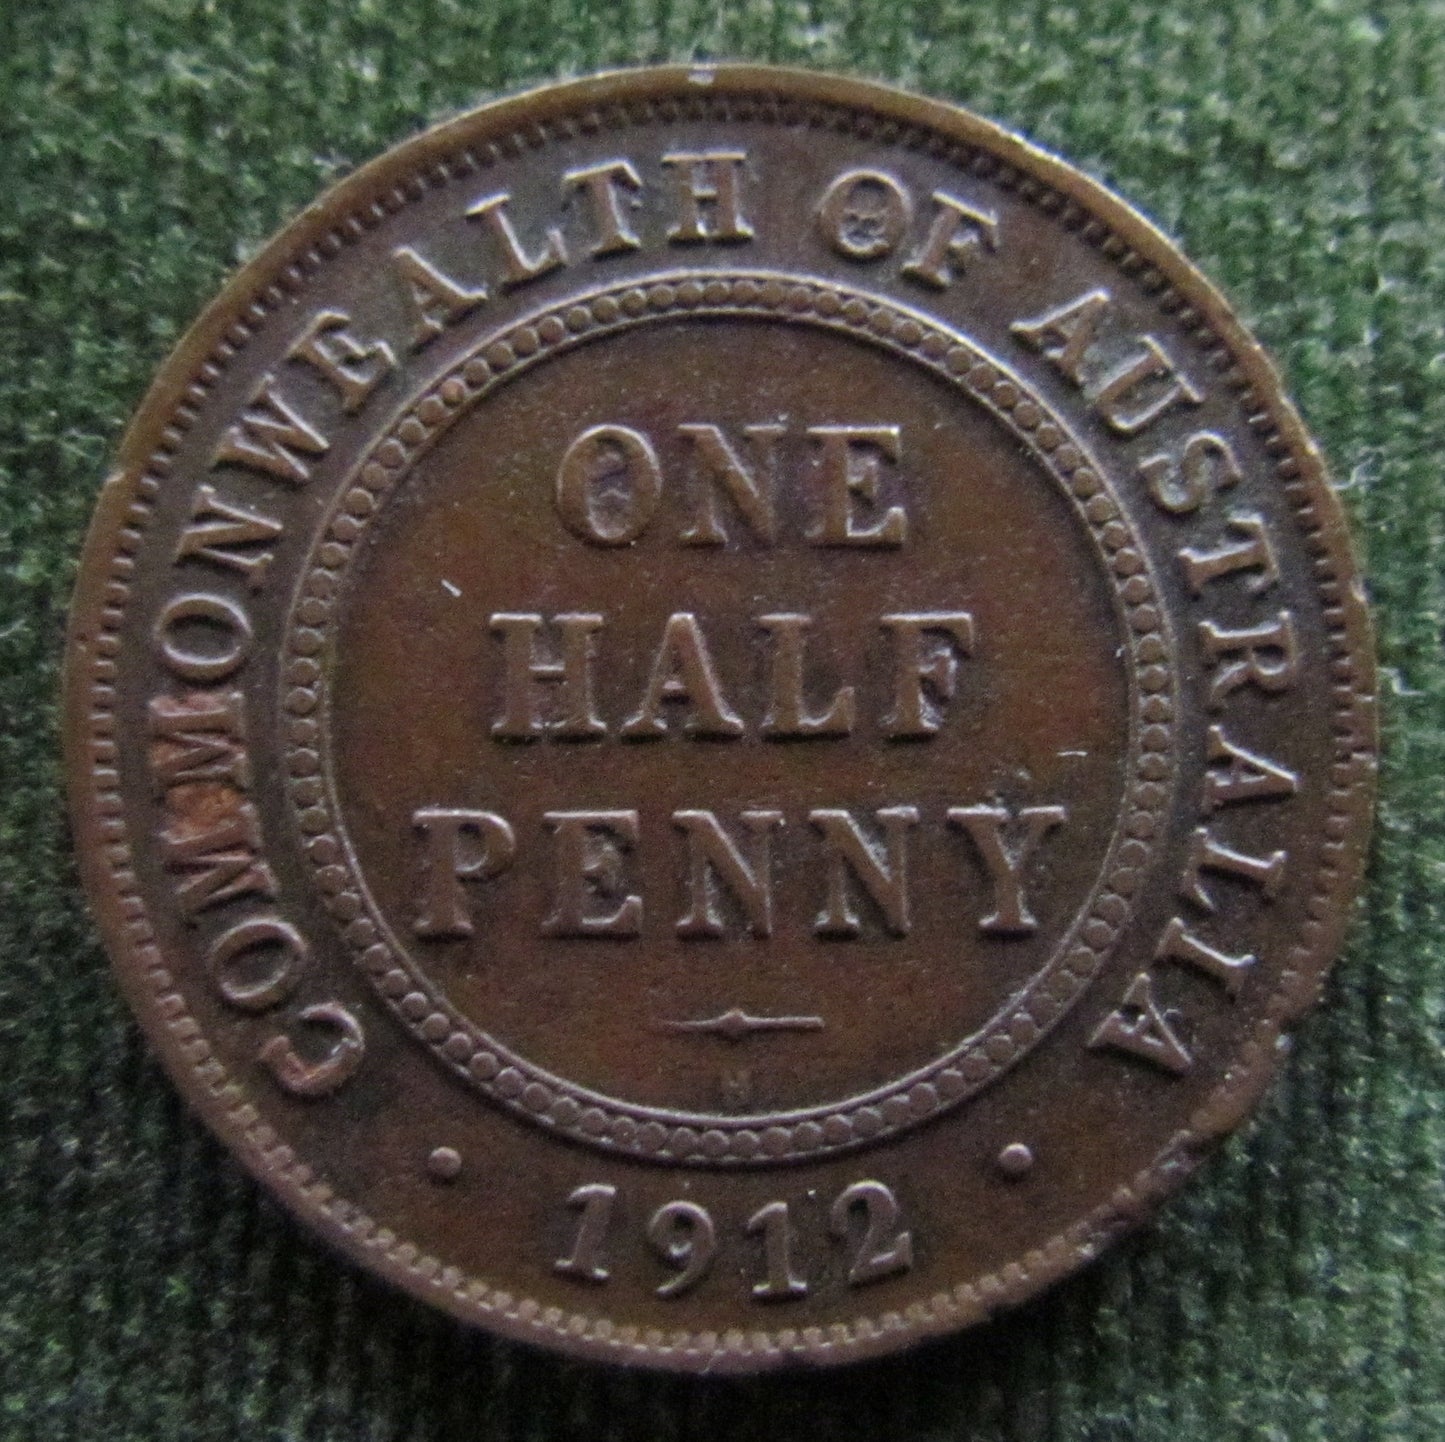 COMMONWEALTH OF AUSTRALIA
ONE
HALF
PENNY
H
· 1912 ·